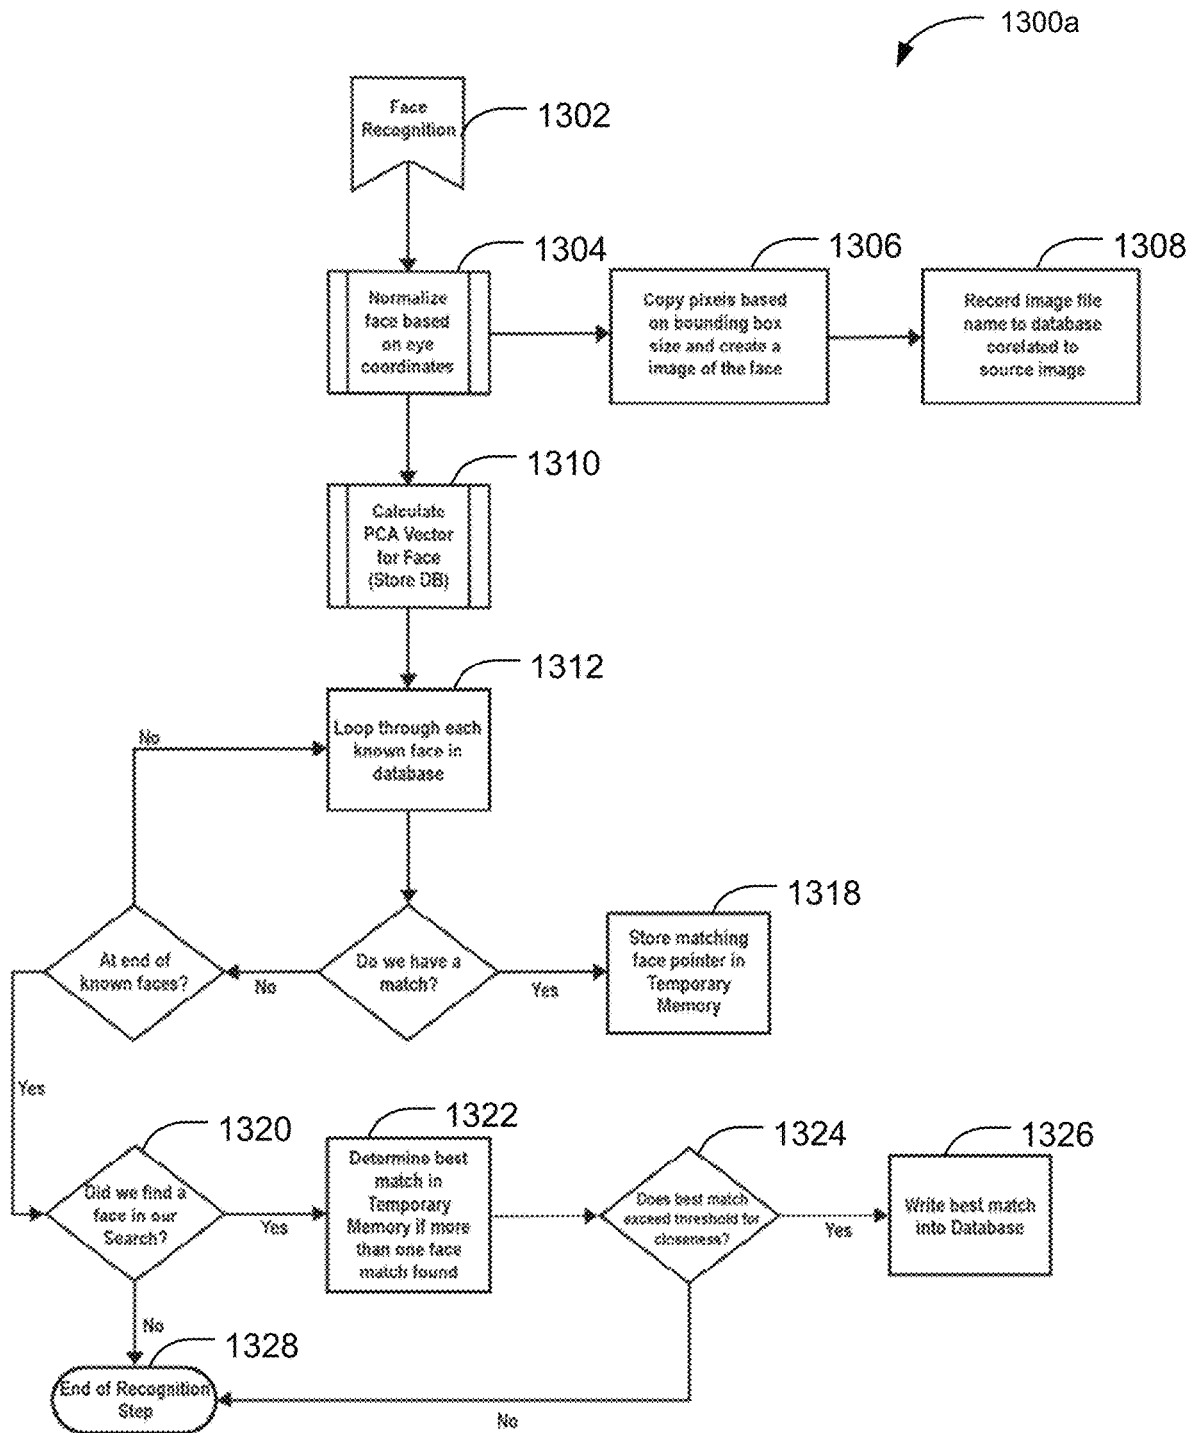 1300a
Face
Recognition
1302
1304
Normalize
face based
on eye
coordinates
1306
Copy pixels based
on bounding box
size and create a
image of the face
1308
Record image file
name to database
corelated to
source image
1310
Calculate
PCA Vector
for Face
(Store DB)
1312
Loop through each
known face in
database
No
At end of
known faces?
No
Do we have a
match?
Yes
1318
Store matching
face pointer in
Temporary
Memory
Yes
1320
Did we find a
face in our
Search?
Yes
1322
Determine best
match in
Temporary
Memory if more
than one face
match found
1324
Does best match
exceed threshold for
closeness?
Yes
1326
Write best match
into Database
No
1328
End of Recognition
Step
No